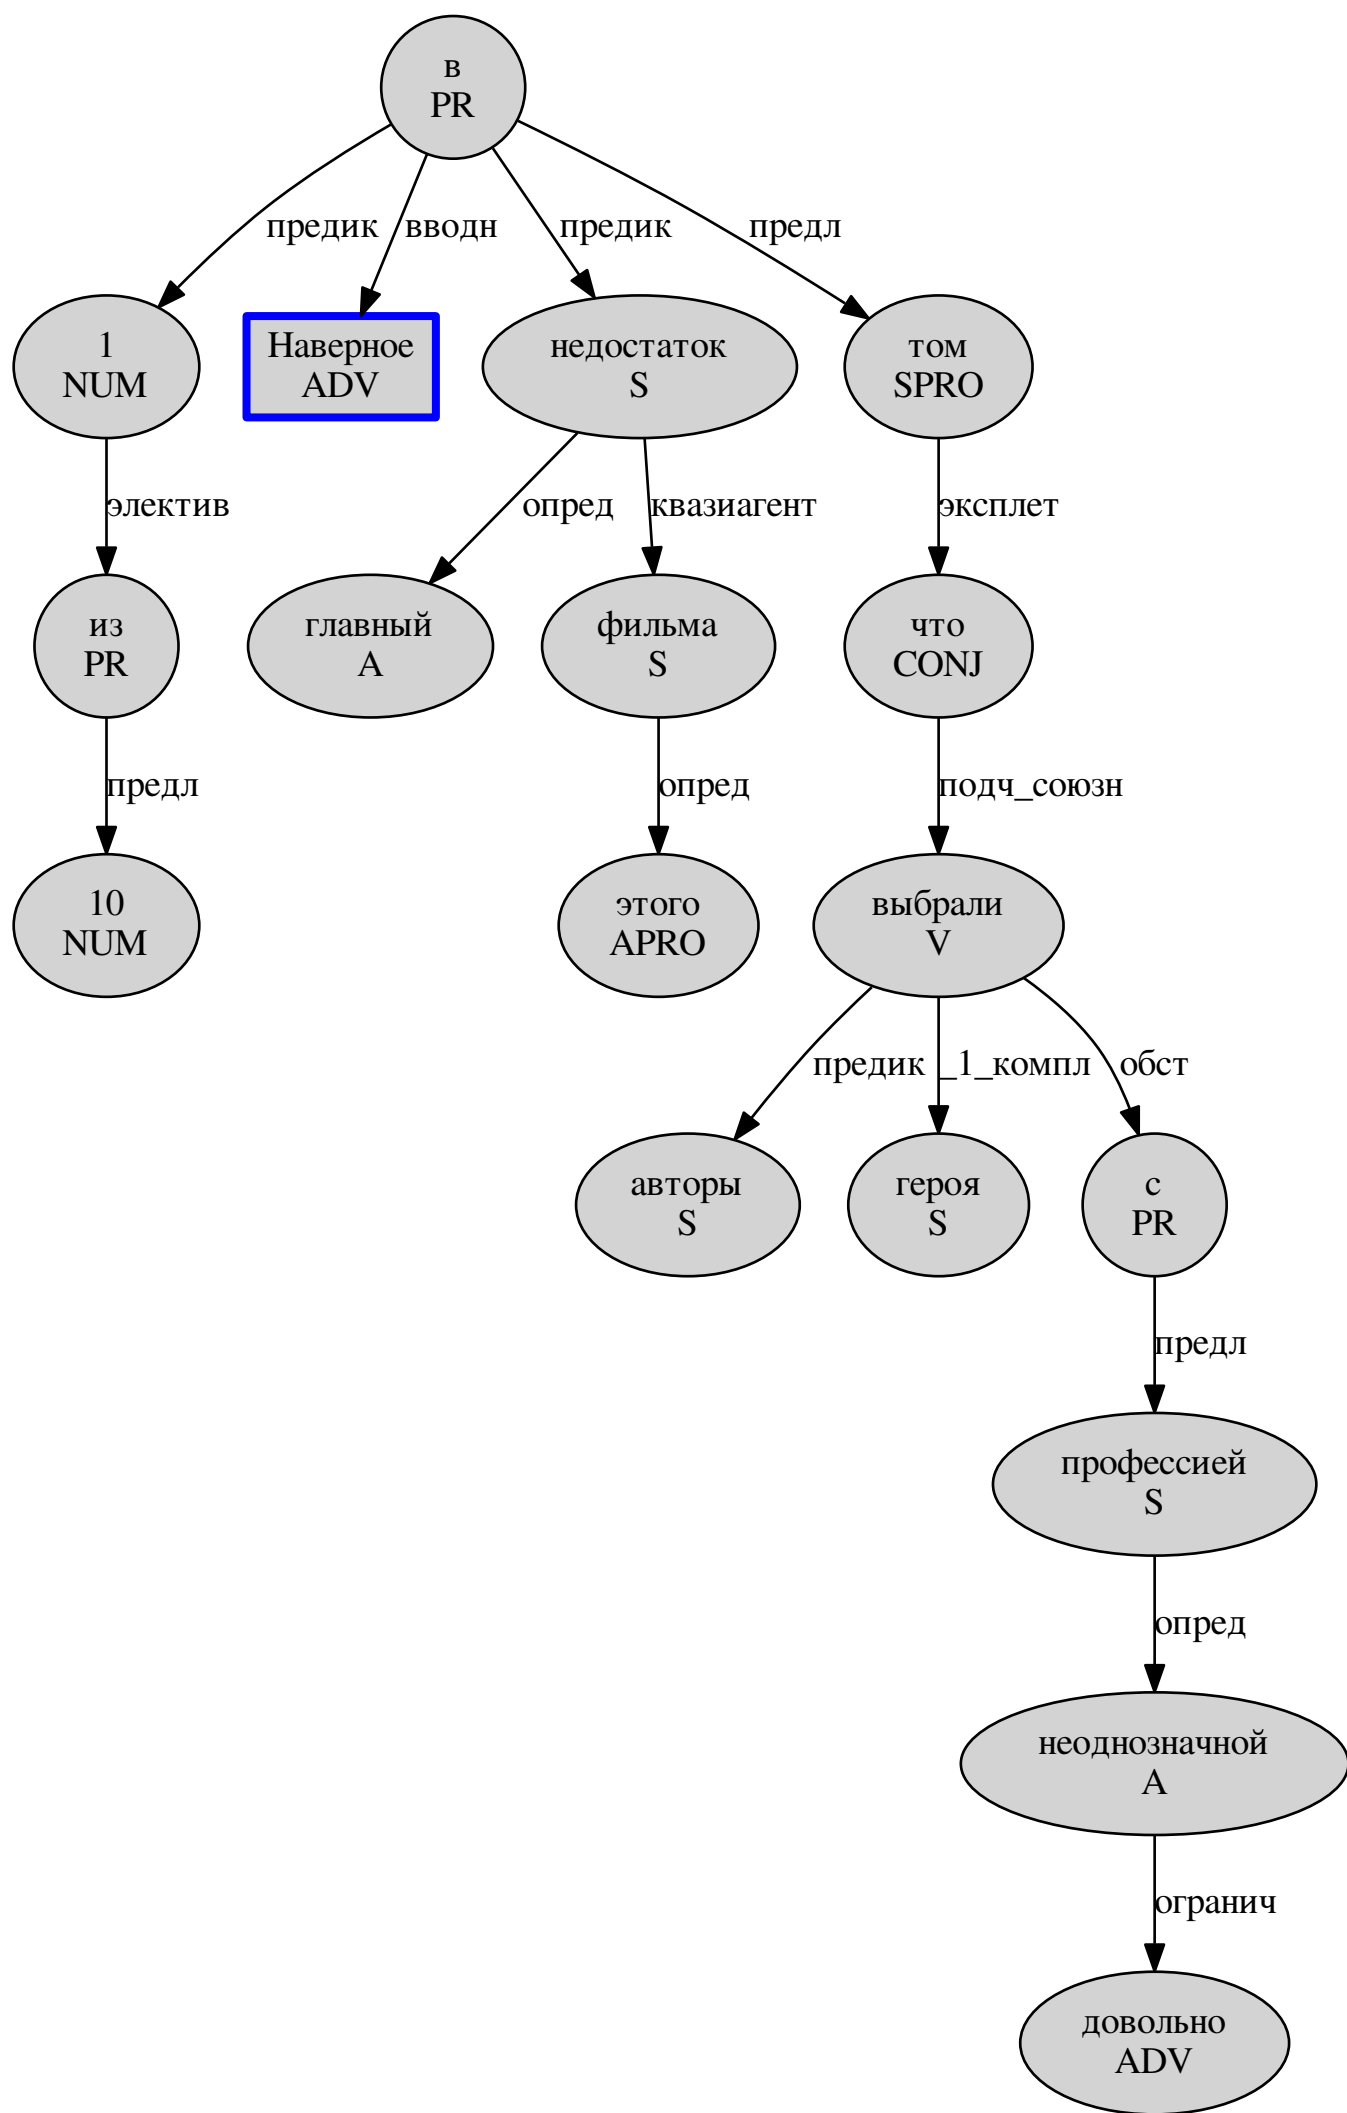 в
PR
предик
вводн
предик
предл
1
NUM
Наверное
ADV
недостаток
S
том
SPRO
электив
опред
квазиагент
эксплет
из
PR
главный
A
фильма
S
что
CONJ
предл
опред
подч_союзн
10
NUM
этого
APRO
выбрали
V
предик
_1_компл
обст
авторы
S
героя
S
с
PR
предл
профессией
S
опред
неоднозначной
A
огранич
довольно
ADV